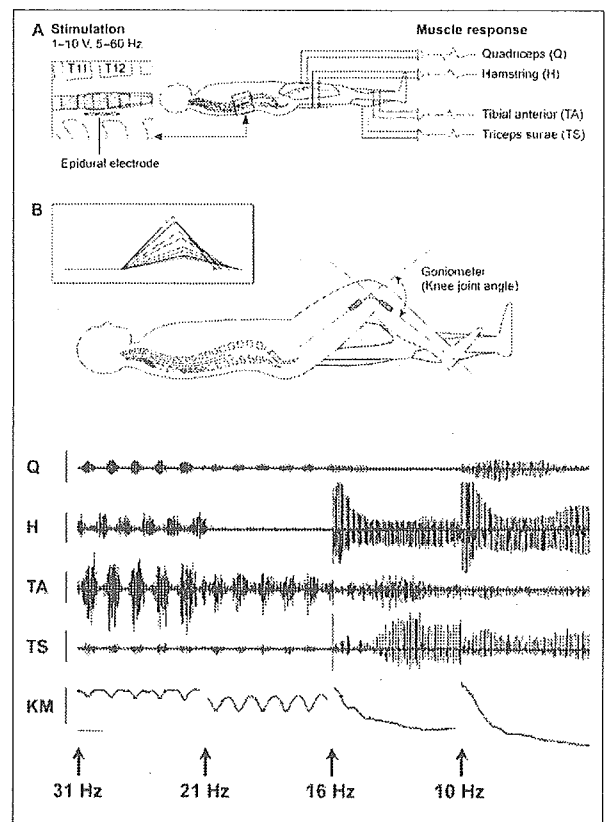 A Stimulation
1–10 V, 5–60 Hz
T11 T12
Epidural electrode
Muscle response
Quadriceps (Q)
Hamstring (H)
Tibial anterior (TA)
Triceps surae (TS)
B
Goniometer
(Knee joint angle)
Q
H
TA
TS
KM
31 Hz 21 Hz 16 Hz 10 Hz